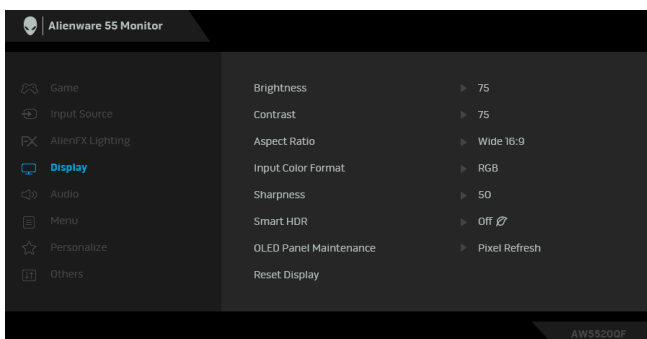 Alienware 55 Monitor
Game
Input Source
AlienFX Lighting
Display
Audio
Menu
Personalize
Others
Brightness 75
Contrast 75
Aspect Ratio Wide 16:9
Input Color Format RGB
Sharpness 50
Smart HDR Off
OLED Panel Maintenance Pixel Refresh
Reset Display
AW5520QF